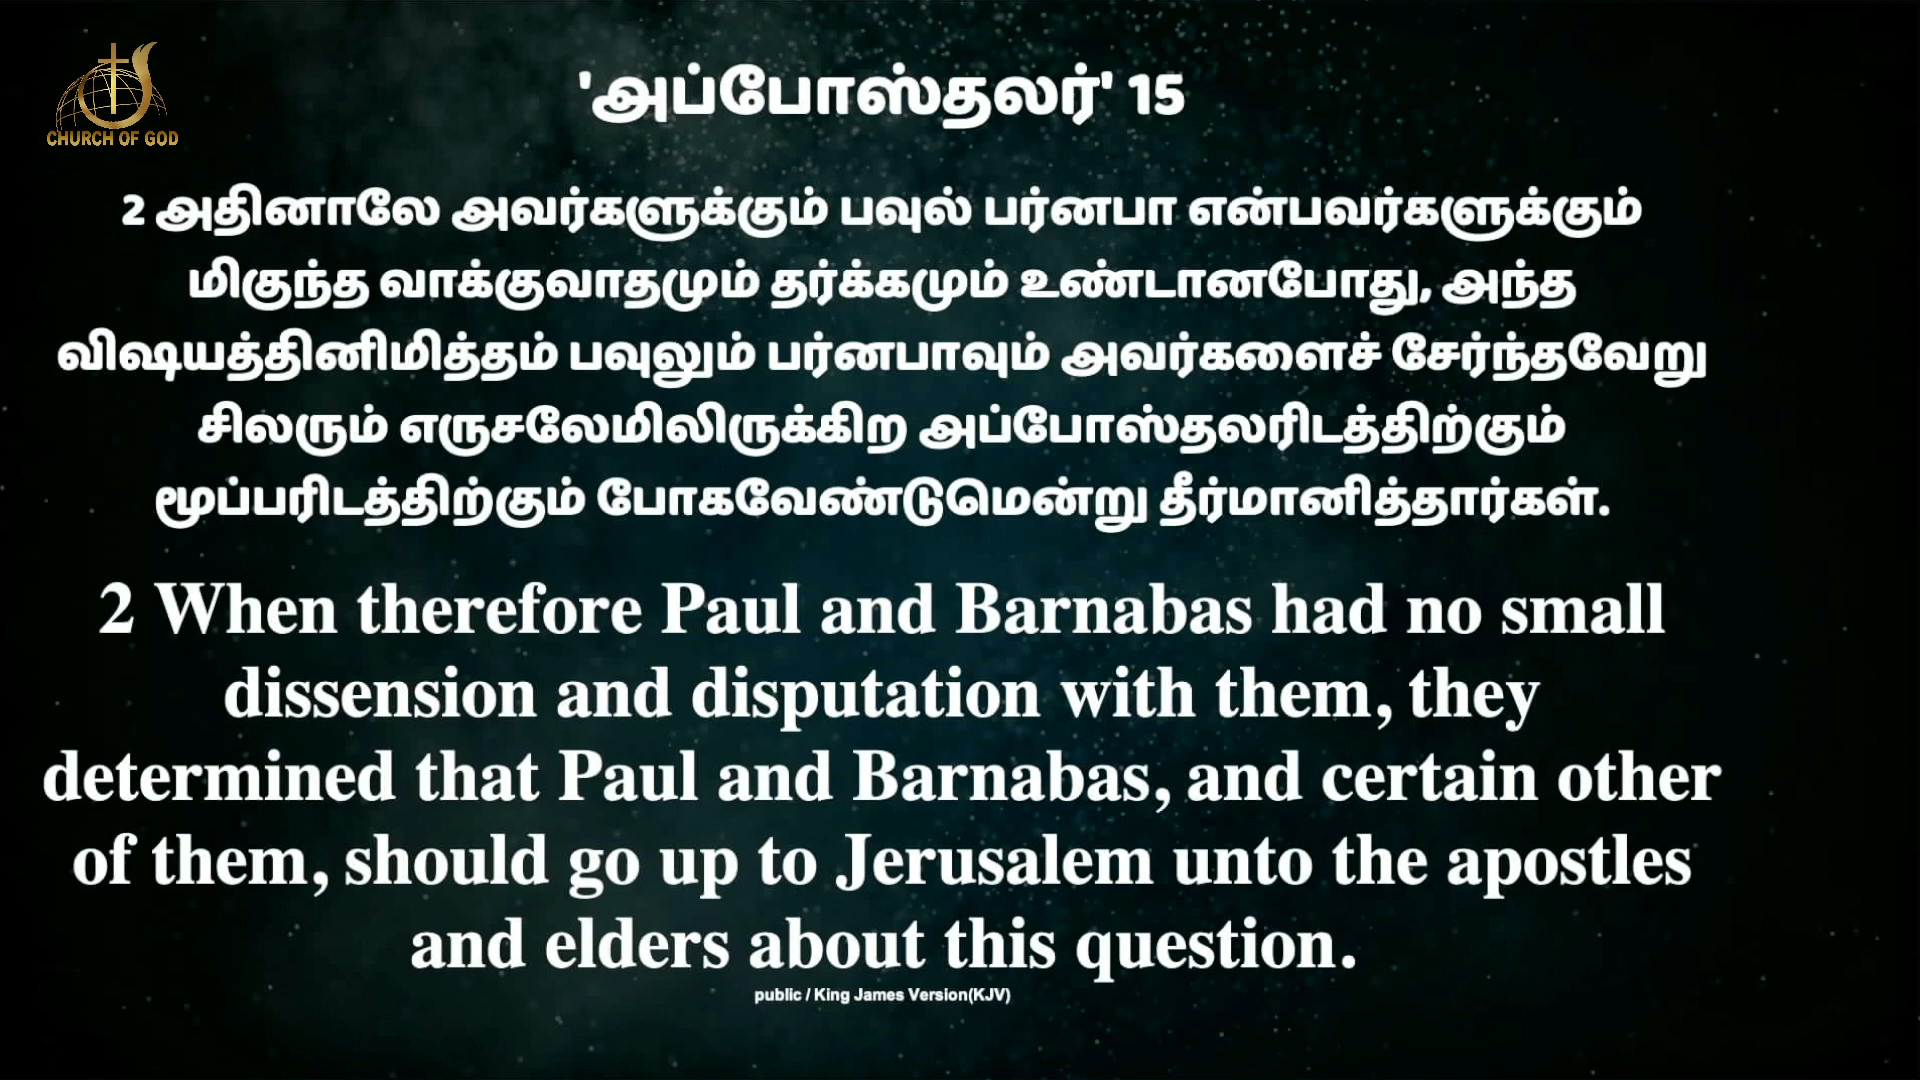 CHURCH OF GOD
'அப்போஸ்தலர்' 15
2 அதினாலே அவர்களுக்கும் பவுல் பர்னபா என்பவர்களுக்கும்
மிகுந்த வாக்குவாதமும் தர்க்கமும் உண்டானபோது, அந்த
விஷயத்தினிமித்தம் பவுலும் பர்னபாவும் அவர்களைச் சேர்ந்தவேறு
சிலரும் எருசலேமிலிருக்கிற அப்போஸ்தலரிடத்திற்கும்
மூப்பரிடத்திற்கும் போகவேண்டுமென்று தீர்மானித்தார்கள்.
2 When therefore Paul and Barnabas had no small
dissension and disputation with them, they
determined that Paul and Barnabas, and certain other
of them, should go up to Jerusalem unto the apostles
and elders about this question.
public / King James Version(KJV)